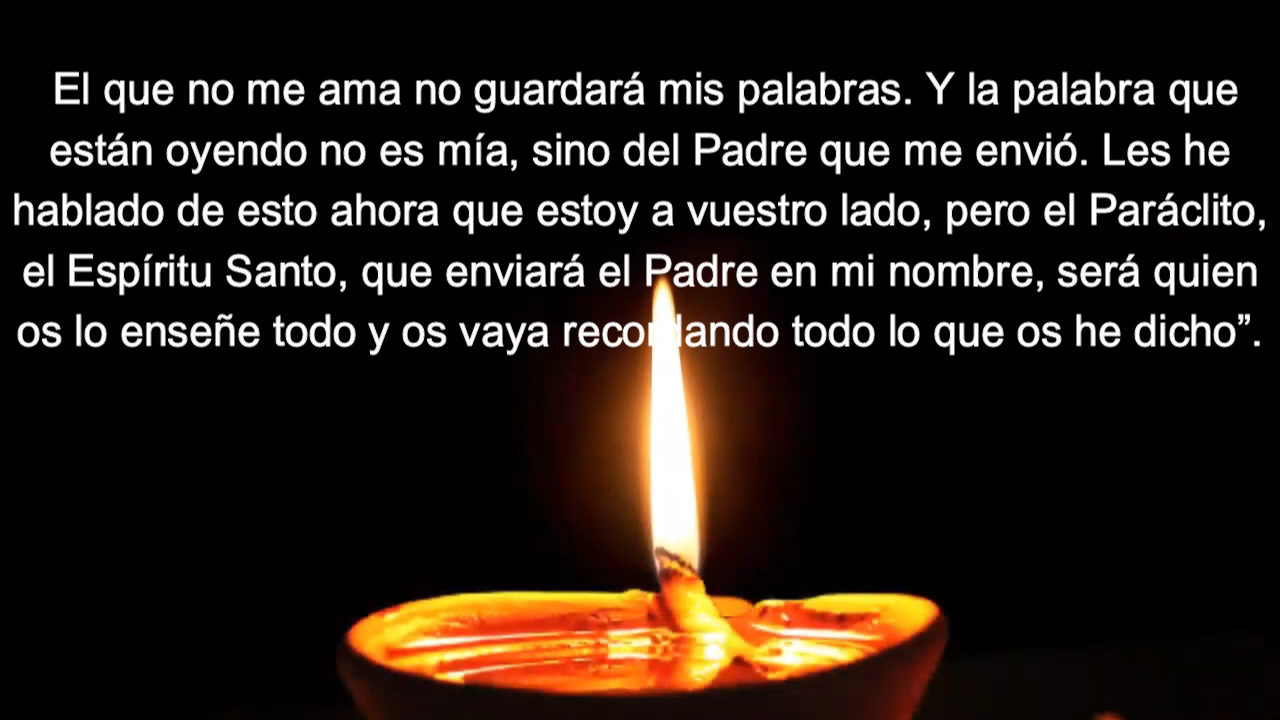 El que no me ama no guardará mis palabras. Y la palabra que
están oyendo no es mía, sino del Padre que me envió. Les he
hablado de esto ahora que estoy a vuestro lado, pero el Paráclito,
el Espíritu Santo, que enviará el Padre en mi nombre, será quien
os lo enseñe todo y os vaya recordando todo lo que os he dicho”.